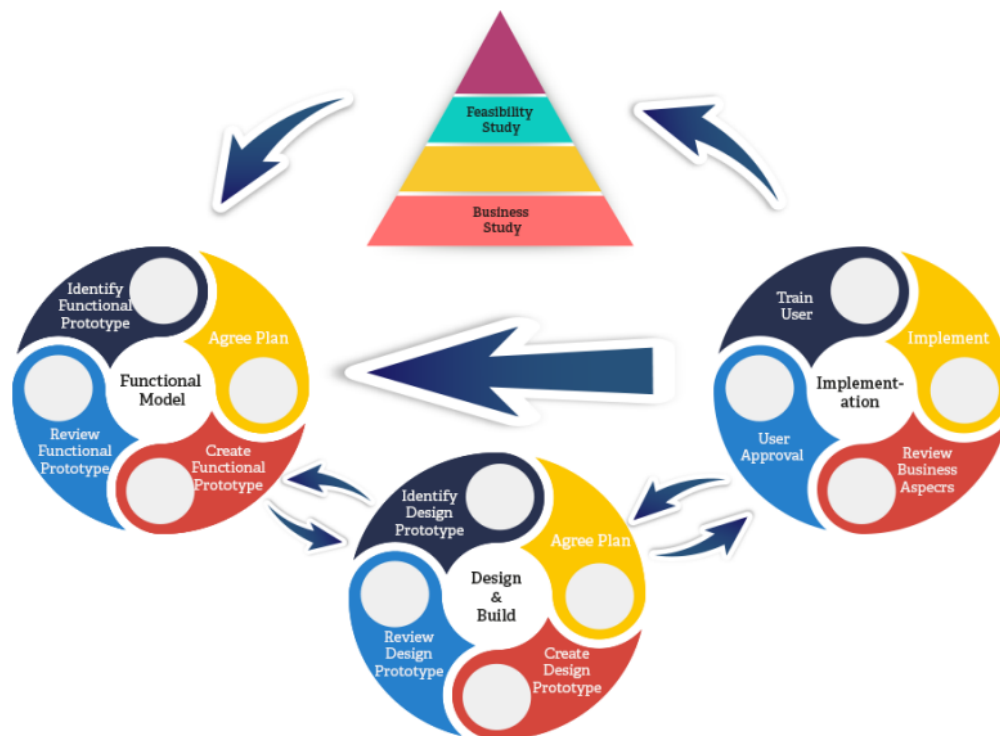 Feasibility
Study
Business
Study
Identify
Functional
Prototype
Agree Plan
Functional
Model
Review
Functional
Prototype
Create
Functional
Prototype
Train
User
Implement
Implement-
ation
User
Approval
Review
Business
Aspecrs
Identify
Design
Prototype
Agree Plan
Design
&
Build
Review
Design
Prototype
Create
Design
Prototype